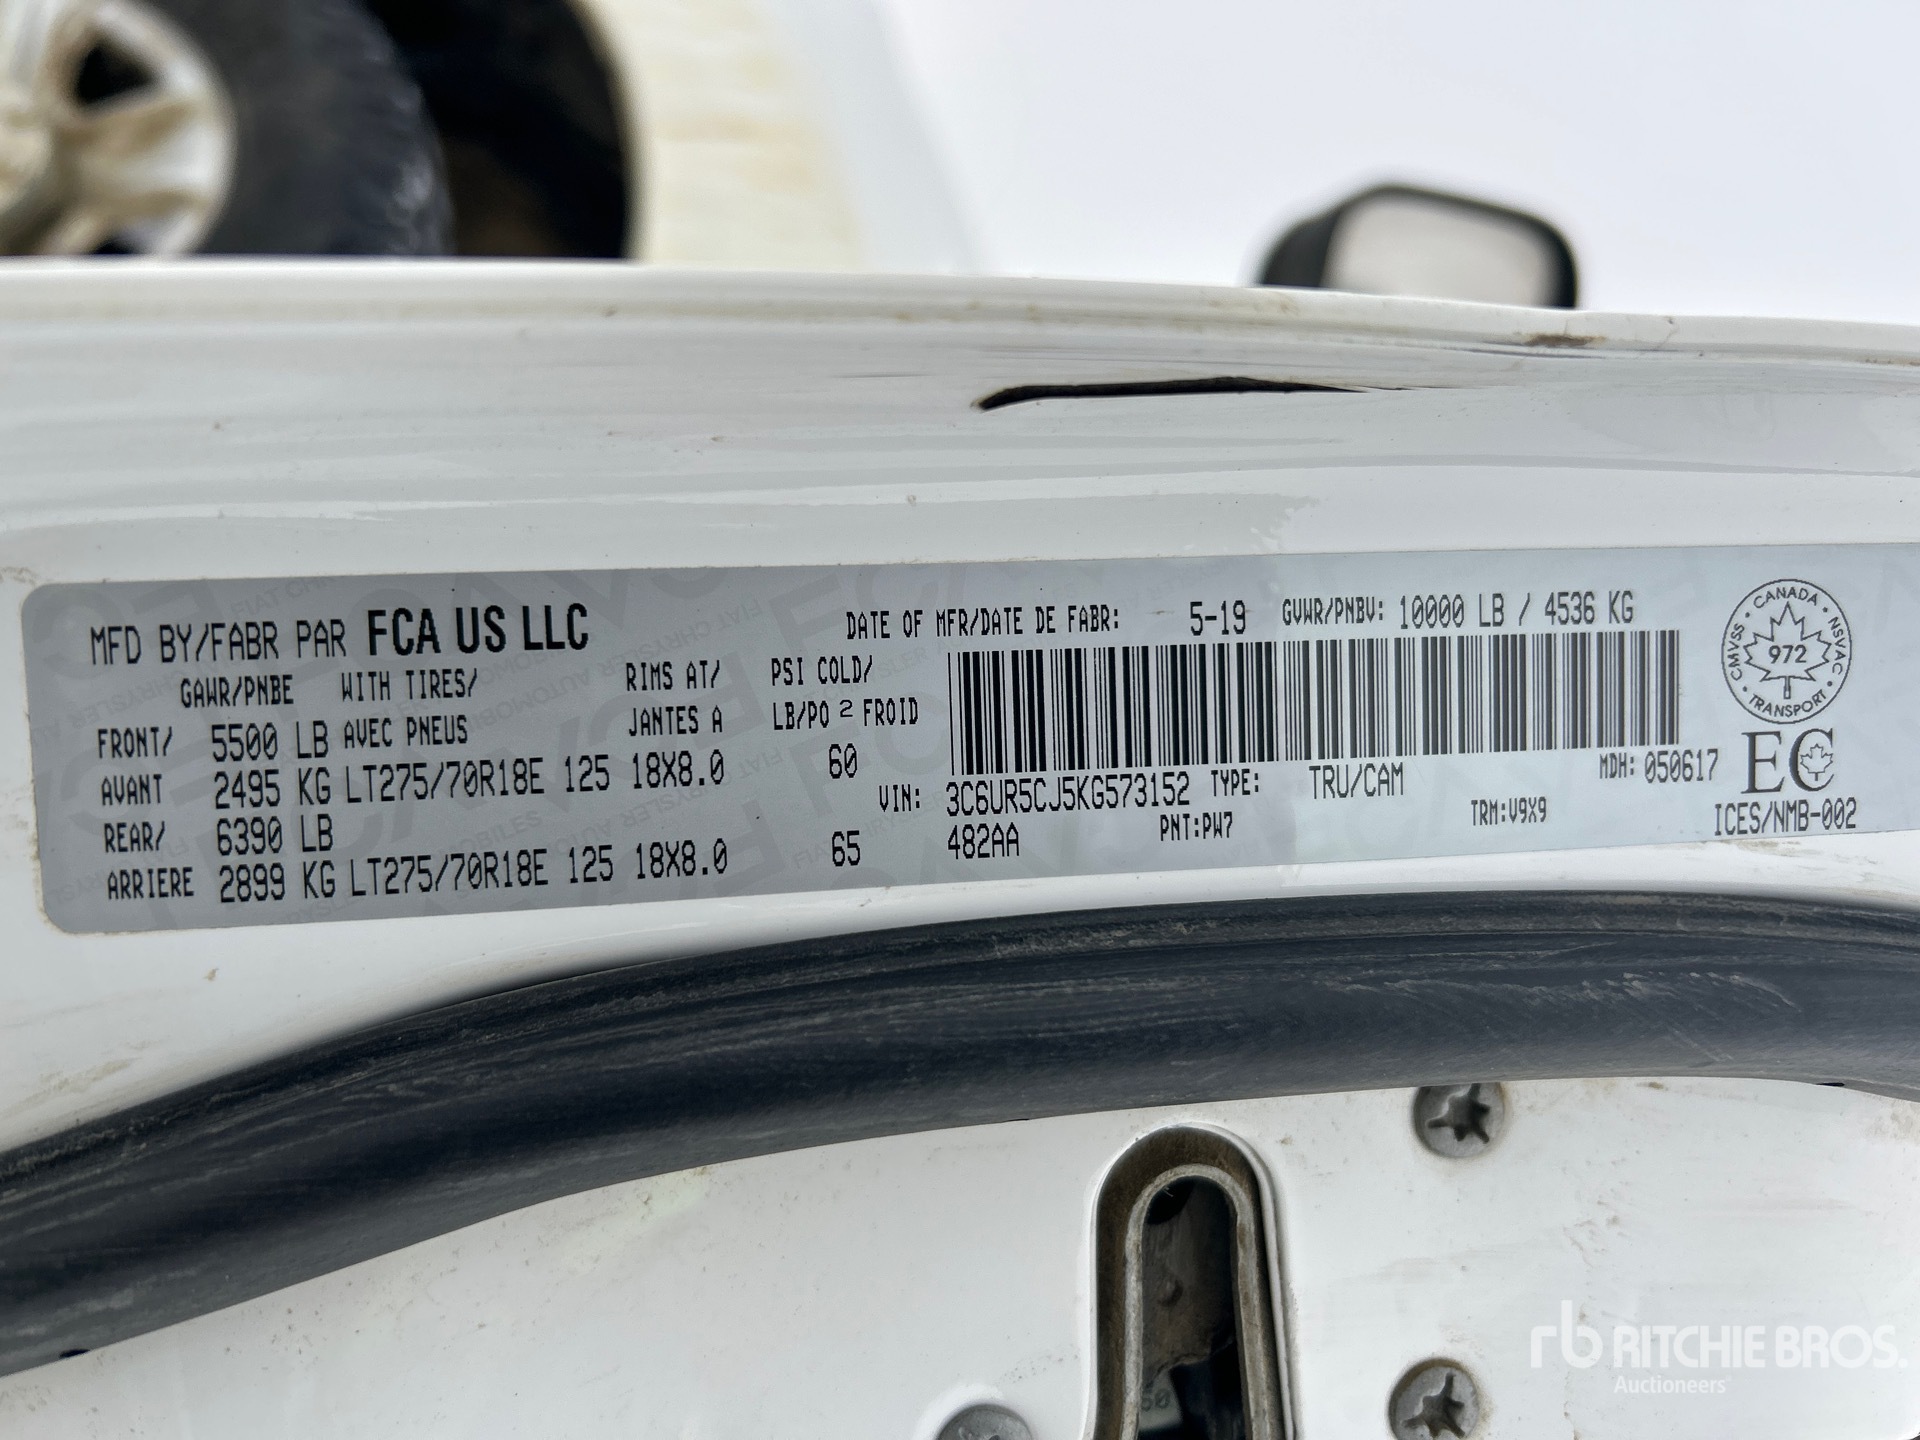 MFD BY/FABR PAR FCA US LLC
DATE OF MFR/DATE DE FABR: 5-19 GVWR/PNBV: 10000 LB / 4536 KG
GAWR/PNBE WITH TIRES/ RIMS AT/ PSI COLD/
FRONT/ 5500 LB AVEC PNEUS JANTES A LB/PO 2 FROID
AVANT 2495 KG LT275/70R18E 125 18X8.0 60
REAR/ 6390 LB
ARRIERE 2899 KG LT275/70R18E 125 18X8.0 65
VIN: 3C6UR5CJ5KG573152 TYPE: TRU/CAM MDH: 050617
482AA PNT:PW7 TRM:V9X9
CANADA
CMVSS 972 NSVAC
TRANSPORT
EC
ICES/NMB-002
rb RITCHIE BROS.
Auctioneers